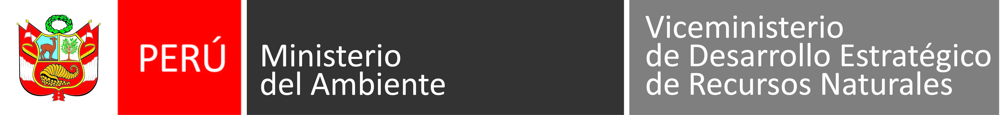 PERÚ
Ministerio
del Ambiente
Viceministerio
de Desarrollo Estratégico
de Recursos Naturales